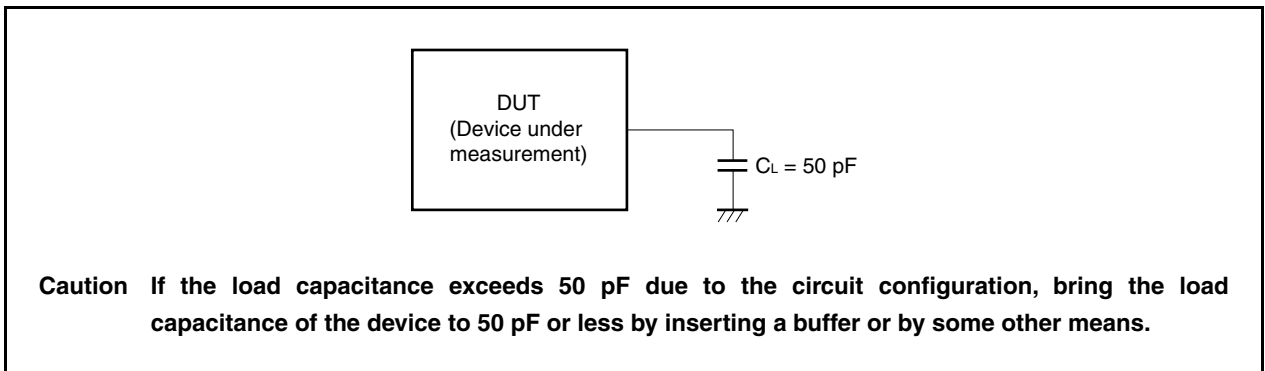 DUT
(Device under
measurement)
CL = 50 pF
Caution If the load capacitance exceeds 50 pF due to the circuit configuration, bring the load
capacitance of the device to 50 pF or less by inserting a buffer or by some other means.